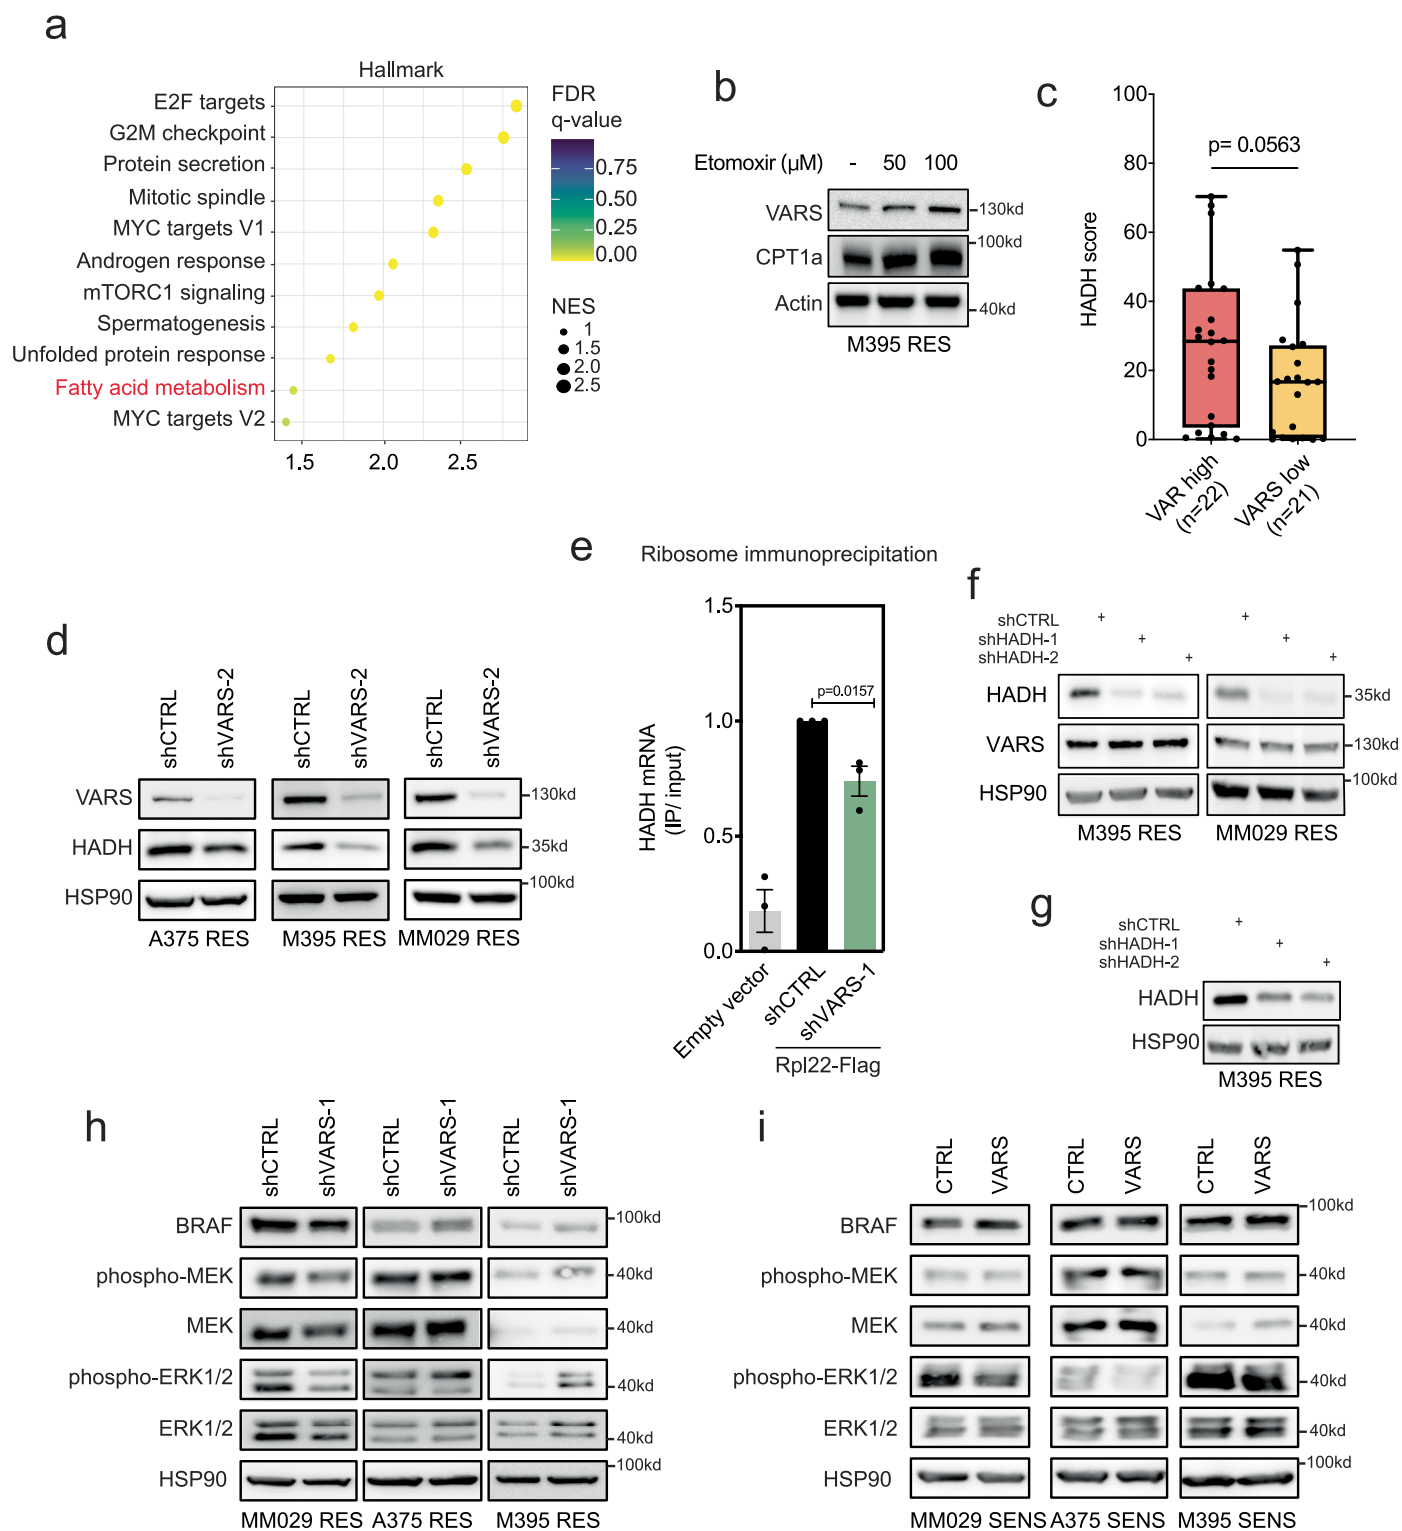 a
Hallmark
E2F targets
G2M checkpoint
Protein secretion
Mitotic spindle
MYC targets V1
Androgen response
mTORC1 signaling
Spermatogenesis
Unfolded protein response
Fatty acid metabolism
MYC targets V2
1.5 2.0 2.5
FDR
q-value
0.75
0.50
0.25
0.00
NES
1
1.5
2.0
2.5
b
Etomoxir (µM) - 50 100
VARS 130kd
CPT1a 100kd
Actin 40kd
M395 RES
c
HADH score
100
80
60
40
20
0
p= 0.0563
VAR high
(n=22)
VARS low
(n=21)
d
shCTRL shVARS-2 shCTRL shVARS-2 shCTRL shVARS-2
VARS 130kd
HADH 35kd
HSP90 100kd
A375 RES M395 RES MM029 RES
e
Ribosome immunoprecipitation
HADH mRNA
(IP/ input)
1.5
1.0
0.5
0.0
p=0.0157
Empty vector
shCTRL
shVARS-1
Rpl22-Flag
f
shCTRL + +
shHADH-1 + +
shHADH-2 + +
HADH 35kd
VARS 130kd
HSP90 100kd
M395 RES MM029 RES
g
shCTRL +
shHADH-1 +
shHADH-2 +
HADH
HSP90
M395 RES
h
shCTRL shVARS-1 shCTRL shVARS-1 shCTRL shVARS-1
BRAF 100kd
phospho-MEK 40kd
MEK 40kd
phospho-ERK1/2 40kd
ERK1/2 40kd
HSP90 100kd
MM029 RES A375 RES M395 RES
i
CTRL VARS CTRL VARS CTRL VARS
BRAF 100kd
phospho-MEK 40kd
MEK 40kd
phospho-ERK1/2 40kd
ERK1/2 40kd
HSP90 100kd
MM029 SENS A375 SENS M395 SENS